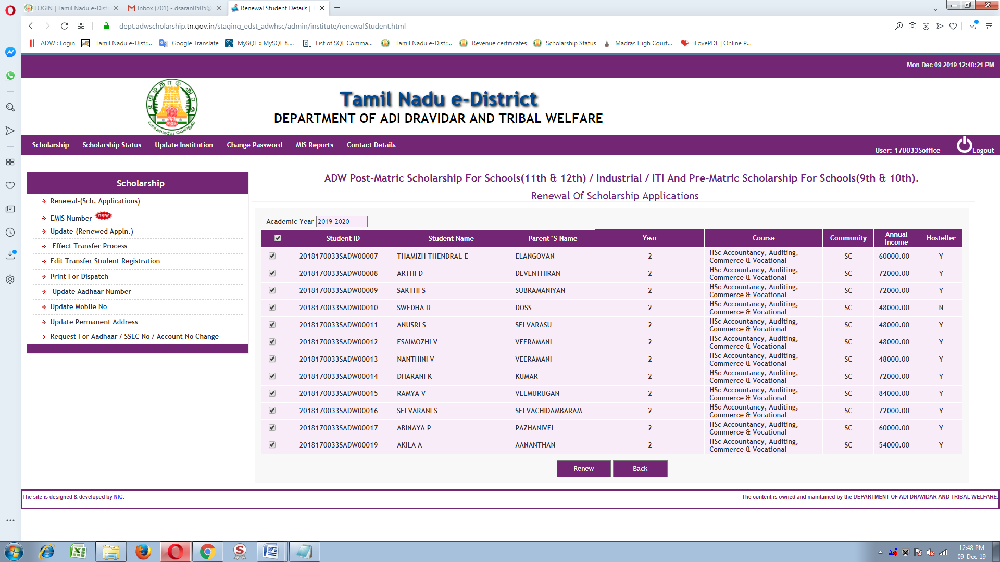 LOGIN | Tamil Nadu e-Dist
Inbox (701) - dsaran0505@
Renewal Student Details | T
dept.adwscholarship.tn.gov.in/staging_edst_adwhsc/admin/institute/renewalStudent.html
ADW : Login
Tamil Nadu e-Distr...
Google Translate
MySQL :: MySQL 8....
List of SQL Comma...
Tamil Nadu e-Distr...
Revenue certificates
Scholarship Status
Madras High Court...
iLovePDF | Online P...
Mon Dec 09 2019 12:48:21 PM
Tamil Nadu e-District
DEPARTMENT OF ADI DRAVIDAR AND TRIBAL WELFARE
Scholarship Scholarship Status Update Institution Change Password MIS Reports Contact Details
User: 170033Soffice Logout
Scholarship
Renewal-(Sch. Applications)
EMIS Number new
Update-(Renewed Appln.)
Effect Transfer Process
Edit Transfer Student Registration
Print For Dispatch
Update Aadhaar Number
Update Mobile No
Update Permanent Address
Request For Aadhaar / SSLC No / Account No Change
ADW Post-Matric Scholarship For Schools(11th & 12th) / Industrial / ITI And Pre-Matric Scholarship For Schools(9th & 10th).
Renewal Of Scholarship Applications
Academic Year 2019-2020
Student ID Student Name Parent`S Name Year Course Community Annual Income Hosteller
2018170033SADW00007 THAMIZH THENDRAL E ELANGOVAN 2 HSc Accountancy, Auditing, Commerce & Vocational SC 60000.00 Y
2018170033SADW00008 ARTHI D DEVENTHIRAN 2 HSc Accountancy, Auditing, Commerce & Vocational SC 72000.00 Y
2018170033SADW00009 SAKTHI S SUBRAMANIYAN 2 HSc Accountancy, Auditing, Commerce & Vocational SC 72000.00 Y
2018170033SADW00010 SWEDHA D DOSS 2 HSc Accountancy, Auditing, Commerce & Vocational SC 48000.00 N
2018170033SADW00011 ANUSRI S SELVARASU 2 HSc Accountancy, Auditing, Commerce & Vocational SC 48000.00 Y
2018170033SADW00012 ESAIMOZHI V VEERAMANI 2 HSc Accountancy, Auditing, Commerce & Vocational SC 48000.00 Y
2018170033SADW00013 NANTHINI V VEERAMANI 2 HSc Accountancy, Auditing, Commerce & Vocational SC 48000.00 Y
2018170033SADW00014 DHARANI K KUMAR 2 HSc Accountancy, Auditing, Commerce & Vocational SC 72000.00 Y
2018170033SADW00015 RAMYA V VELMURUGAN 2 HSc Accountancy, Auditing, Commerce & Vocational SC 84000.00 Y
2018170033SADW00016 SELVARANI S SELVACHIDAMBARAM 2 HSc Accountancy, Auditing, Commerce & Vocational SC 72000.00 Y
2018170033SADW00017 ABINAYA P PAZHANIVEL 2 HSc Accountancy, Auditing, Commerce & Vocational SC 60000.00 Y
2018170033SADW00019 AKILA A AANANTHAN 2 HSc Accountancy, Auditing, Commerce & Vocational SC 54000.00 Y
Renew Back
The site is designed & developed by NIC.
The content is owned and maintained by the DEPARTMENT OF ADI DRAVIDAR AND TRIBAL WELFARE.
12:48 PM
09-Dec-19